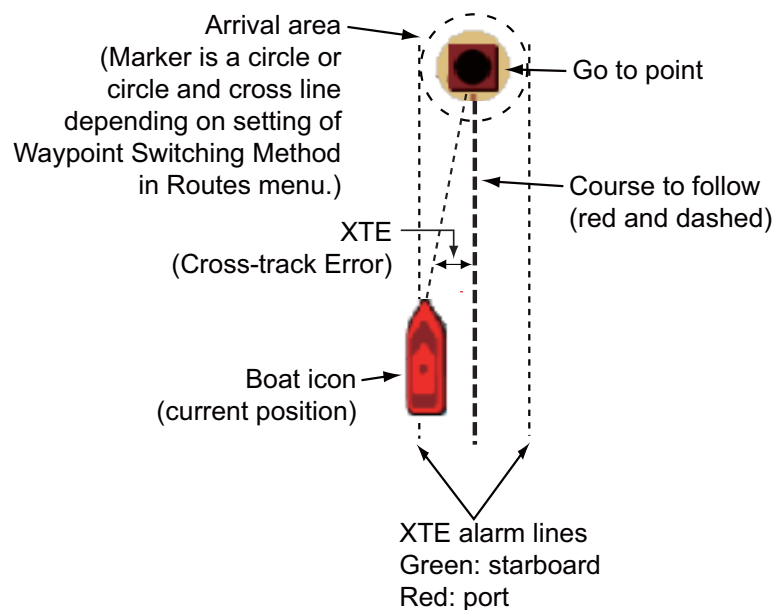 Arrival area
(Marker is a circle or
circle and cross line
depending on setting of
Waypoint Switching Method
in Routes menu.)
Go to point
Course to follow
(red and dashed)
XTE
(Cross-track Error)
Boat icon
(current position)
XTE alarm lines
Green: starboard
Red: port